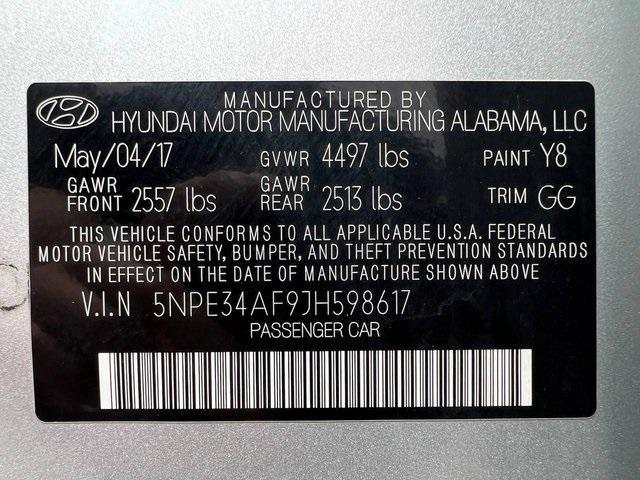 MANUFACTURED BY
HYUNDAI MOTOR MANUFACTURING ALABAMA, LLC
May/04/17 GVWR 4497 lbs PAINT Y8
GAWR FRONT 2557 lbs GAWR REAR 2513 lbs TRIM GG
THIS VEHICLE CONFORMS TO ALL APPLICABLE U.S.A. FEDERAL
MOTOR VEHICLE SAFETY, BUMPER, AND THEFT PREVENTION STANDARDS
IN EFFECT ON THE DATE OF MANUFACTURE SHOWN ABOVE
V.I.N 5NPE34AF9JH598617
PASSENGER CAR